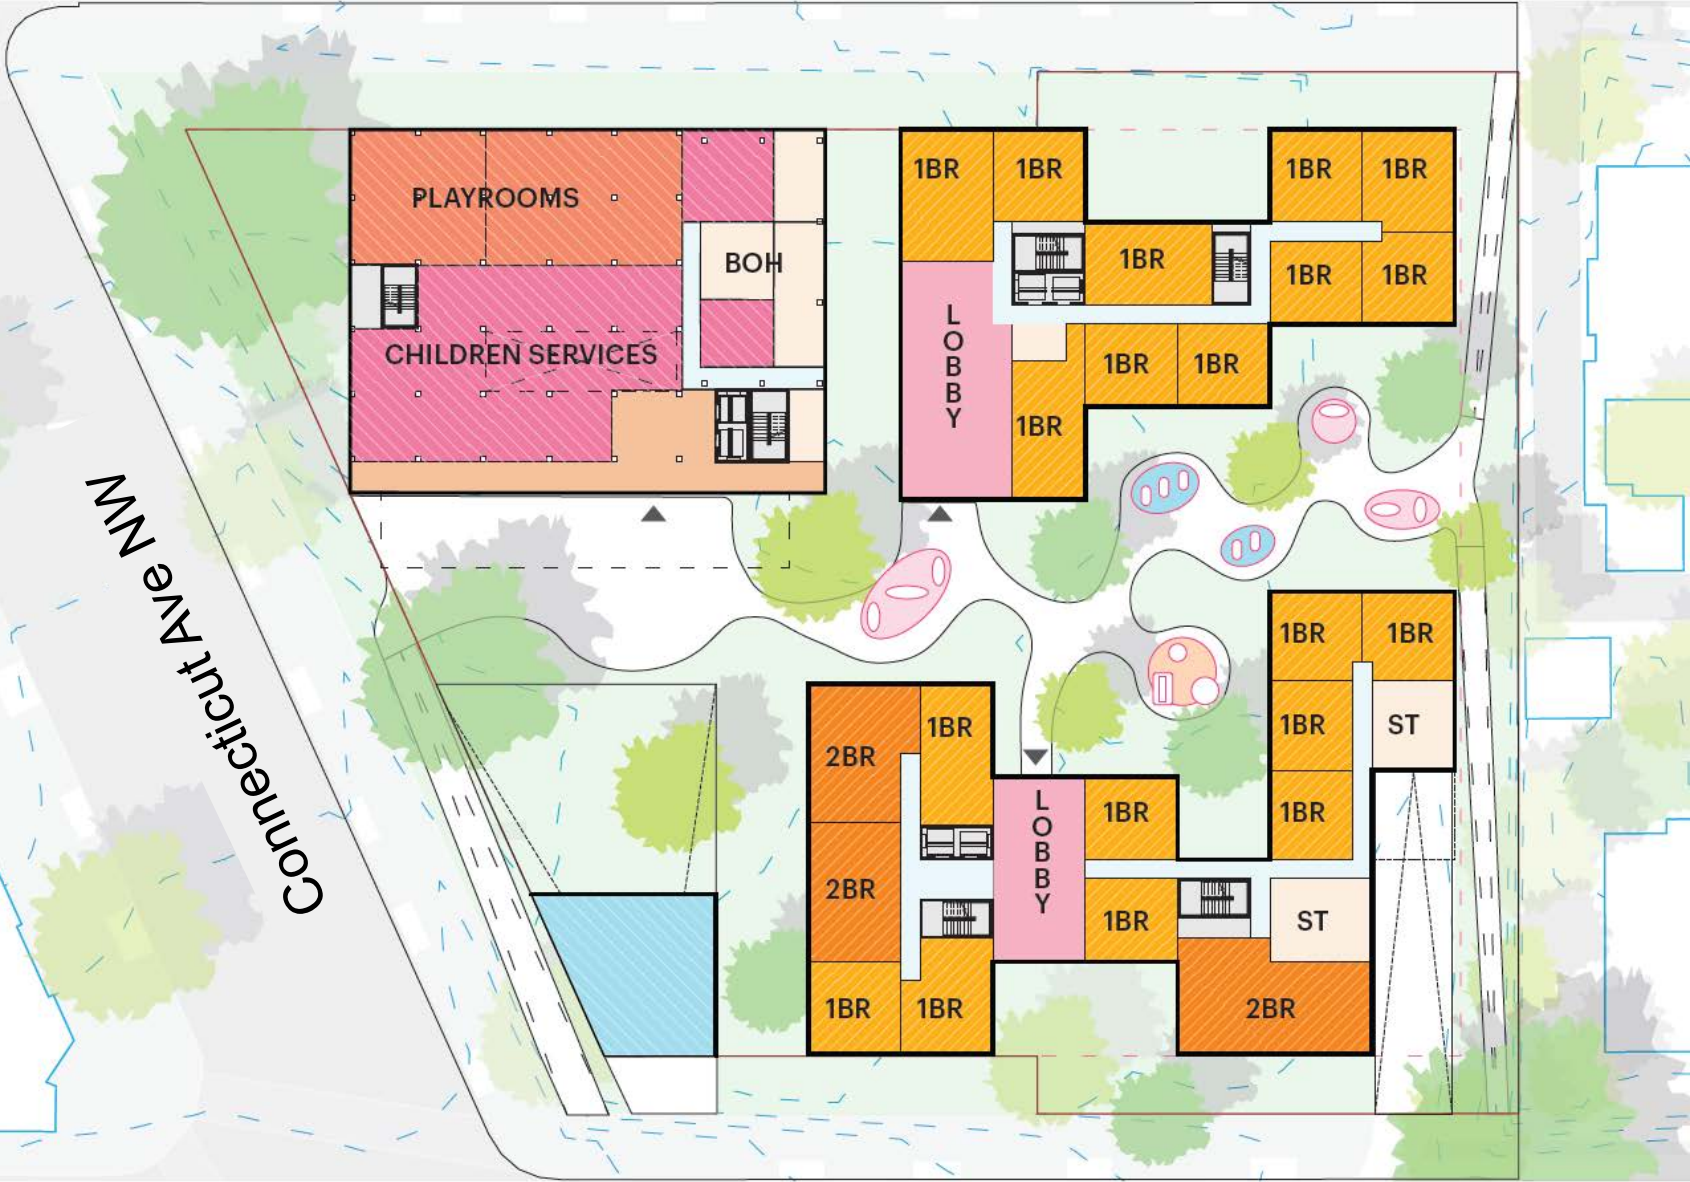 1BR 1BR 1BR 1BR
PLAYROOMS
BOH 1BR 1BR 1BR
LOBBY
CHILDREN SERVICES 1BR 1BR
1BR
Connecticut Ave NW
1BR 1BR
2BR 1BR 1BR ST
LOBBY
1BR 1BR
2BR 1BR ST
1BR 1BR 2BR